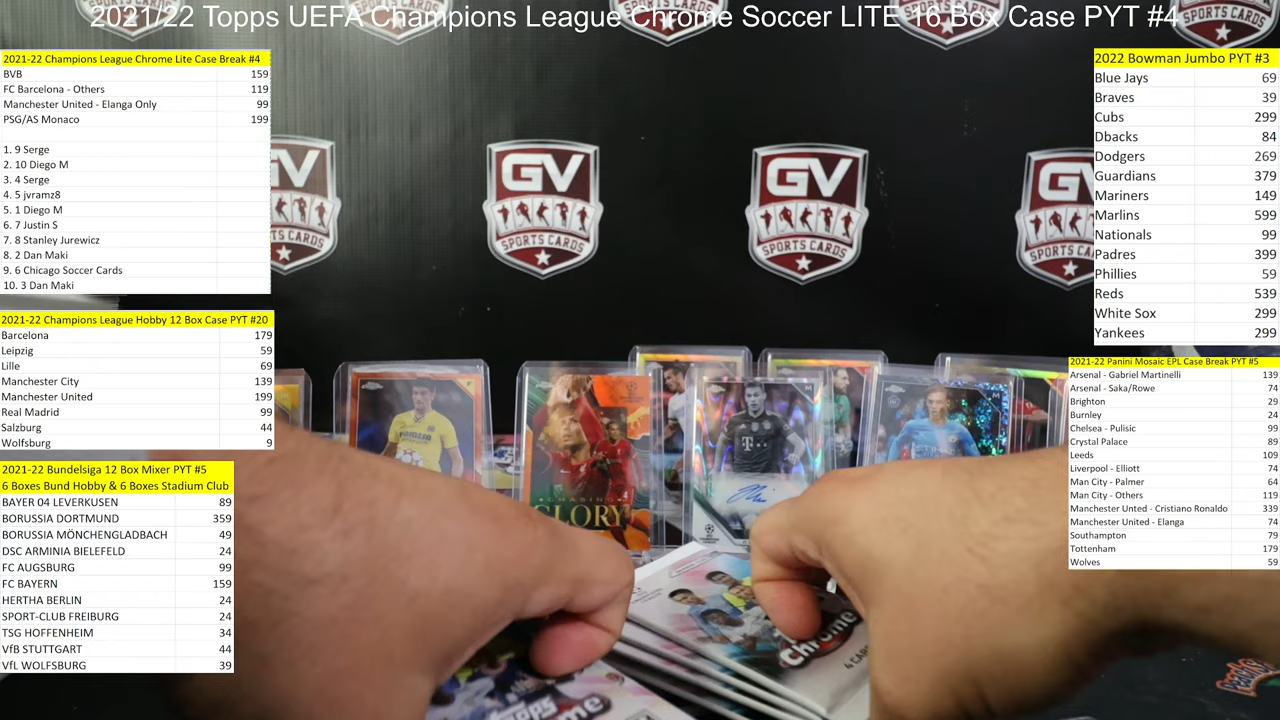 2021/22 Topps UEFA Champions League Chrome Soccer LITE 16 Box Case PYT #4
2021-22 Champions League Chrome Lite Case Break #4
BVB 159
FC Barcelona - Others 119
Manchester United - Elanga Only 99
PSG/AS Monaco 199
1. 9 Serge
2. 10 Diego M
3. 4 Serge
4. 5 jvramz8
5. 1 Diego M
6. 7 Justin S
7. 8 Stanley Jurewicz
8. 2 Dan Maki
9. 6 Chicago Soccer Cards
10. 3 Dan Maki
2021-22 Champions League Hobby 12 Box Case PYT #20
Barcelona 179
Leipzig 59
Lille 69
Manchester City 139
Manchester United 199
Real Madrid 99
Salzburg 44
Wolfsburg 9
2021-22 Bundelsiga 12 Box Mixer PYT #5
6 Boxes Bund Hobby & 6 Boxes Stadium Club
BAYER 04 LEVERKUSEN 89
BORUSSIA DORTMUND 359
BORUSSIA MÖNCHENGLADBACH 49
DSC ARMINIA BIELEFELD 24
FC AUGSBURG 99
FC BAYERN 159
HERTHA BERLIN 24
SPORT-CLUB FREIBURG 24
TSG HOFFENHEIM 34
VfB STUTTGART 44
VfL WOLFSBURG 39
2022 Bowman Jumbo PYT #3
Blue Jays 69
Braves 39
Cubs 299
Dbacks 84
Dodgers 269
Guardians 379
Mariners 149
Marlins 599
Nationals 99
Padres 399
Phillies 59
Reds 539
White Sox 299
Yankees 299
2021-22 Panini Mosaic EPL Case Break PYT #5
Arsenal - Gabriel Martinelli 139
Arsenal - Saka/Rowe 74
Brighton 29
Burnley 24
Chelsea - Pulisic 99
Crystal Palace 89
Leeds 109
Liverpool - Elliott 74
Man City - Palmer 64
Man City - Others 119
Manchester Unted - Cristiano Ronaldo 339
Manchester United - Elanga 74
Southampton 79
Tottenham 179
Wolves 59
TS CARDS
GV
SPORTS CARDS
GV
SPORTS CARDS
GV
SPORTS CARDS
CHASING
GLORY
Chrome
4 CAR
Topps
Chrome